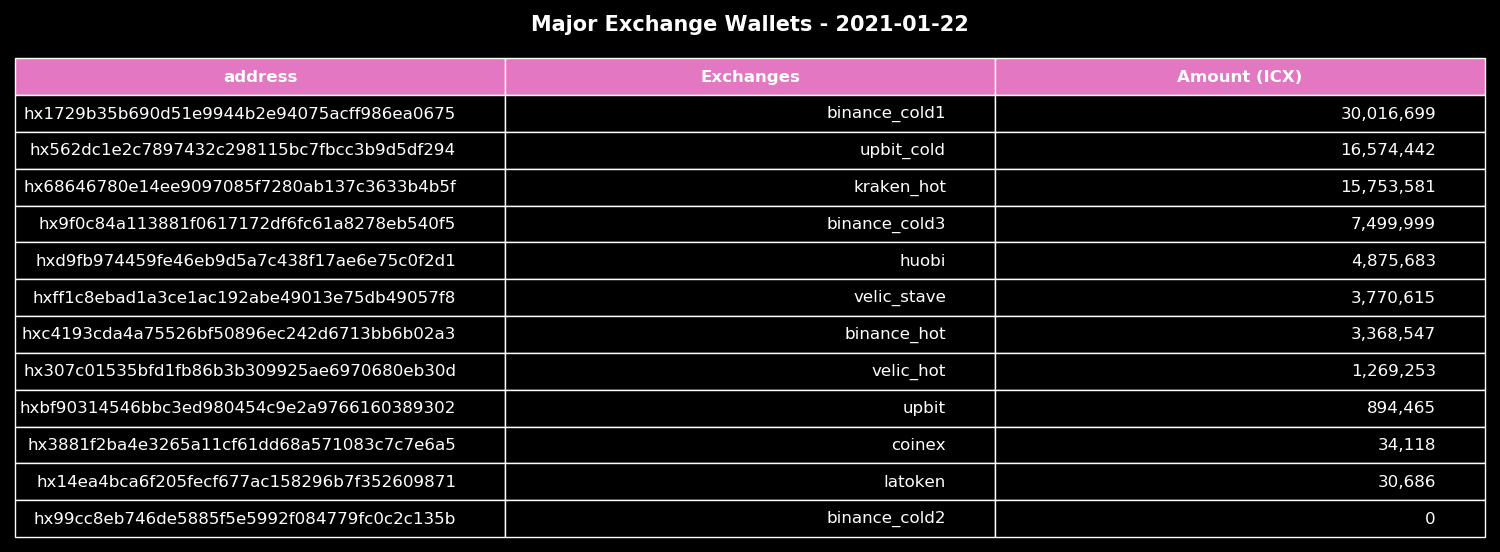 Major Exchange Wallets - 2021-01-22
address Exchanges Amount (ICX)
hx1729b35b690d51e9944b2e94075acff986ea0675 binance_cold1 30,016,699
hx562dc1e2c7897432c298115bc7fbcc3b9d5df294 upbit_cold 16,574,442
hx68646780e14ee9097085f7280ab137c3633b4b5f kraken_hot 15,753,581
hx9f0c84a113881f0617172df6fc61a8278eb540f5 binance_cold3 7,499,999
hxd9fb974459fe46eb9d5a7c438f17ae6e75c0f2d1 huobi 4,875,683
hxff1c8ebad1a3ce1ac192abe49013e75db49057f8 velic_stave 3,770,615
hxc4193cda4a75526bf50896ec242d6713bb6b02a3 binance_hot 3,368,547
hx307c01535bfd1fb86b3b309925ae6970680eb30d velic_hot 1,269,253
hxbf90314546bbc3ed980454c9e2a9766160389302 upbit 894,465
hx3881f2ba4e3265a11cf61dd68a571083c7c7e6a5 coinex 34,118
hx14ea4bca6f205fecf677ac158296b7f352609871 latoken 30,686
hx99cc8eb746de5885f5e5992f084779fc0c2c135b binance_cold2 0